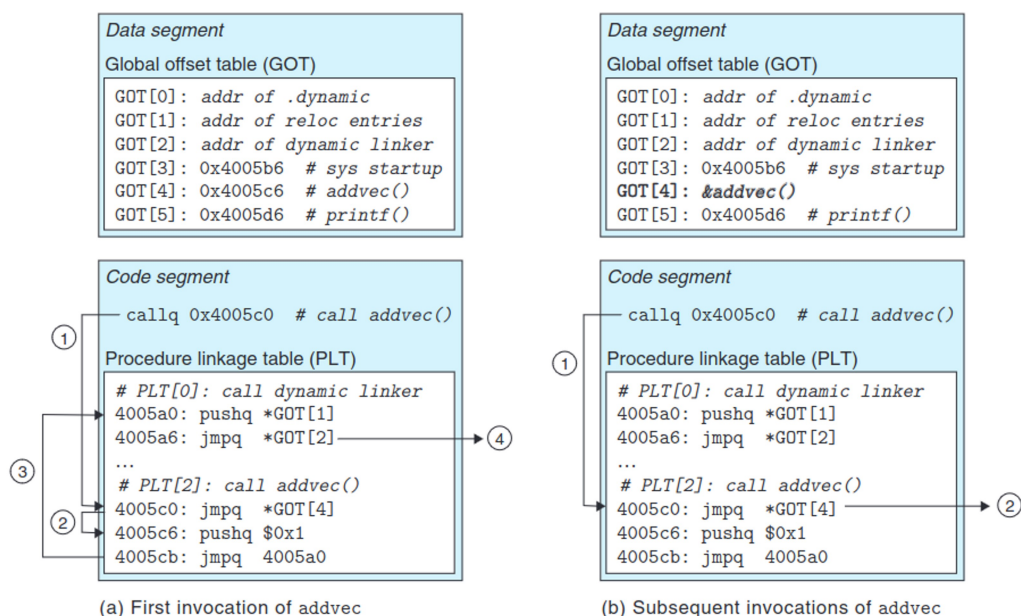 Data segment
Global offset table (GOT)
GOT[0]: addr of .dynamic
GOT[1]: addr of reloc entries
GOT[2]: addr of dynamic linker
GOT[3]: 0x4005b6 # sys startup
GOT[4]: 0x4005c6 # addvec()
GOT[5]: 0x4005d6 # printf()
Code segment
callq 0x4005c0 # call addvec()
1
Procedure linkage table (PLT)
# PLT[0]: call dynamic linker
4005a0: pushq *GOT[1]
4005a6: jmpq *GOT[2]
4
...
3
# PLT[2]: call addvec()
4005c0: jmpq *GOT[4]
2
4005c6: pushq $0x1
4005cb: jmpq 4005a0
(a) First invocation of addvec
Data segment
Global offset table (GOT)
GOT[0]: addr of .dynamic
GOT[1]: addr of reloc entries
GOT[2]: addr of dynamic linker
GOT[3]: 0x4005b6 # sys startup
GOT[4]: &addvec()
GOT[5]: 0x4005d6 # printf()
Code segment
callq 0x4005c0 # call addvec()
1
Procedure linkage table (PLT)
# PLT[0]: call dynamic linker
4005a0: pushq *GOT[1]
4005a6: jmpq *GOT[2]
...
# PLT[2]: call addvec()
4005c0: jmpq *GOT[4]
2
4005c6: pushq $0x1
4005cb: jmpq 4005a0
(b) Subsequent invocations of addvec